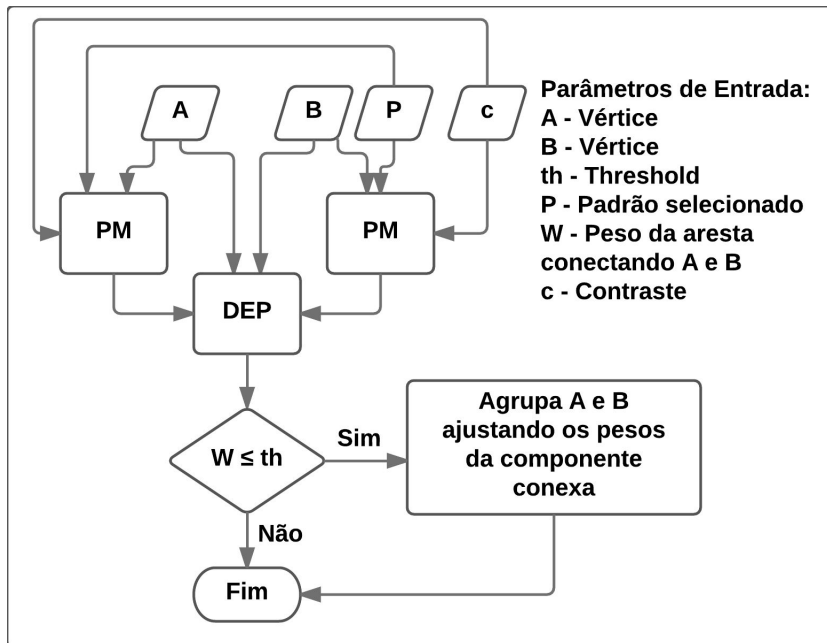 A
B
P
c
Parâmetros de Entrada:
A - Vértice
B - Vértice
th - Threshold
P - Padrão selecionado
W - Peso da aresta
conectando A e B
c - Contraste
PM
PM
DEP
W ≤ th
Sim
Agrupa A e B
ajustando os pesos
da componente
conexa
Não
Fim